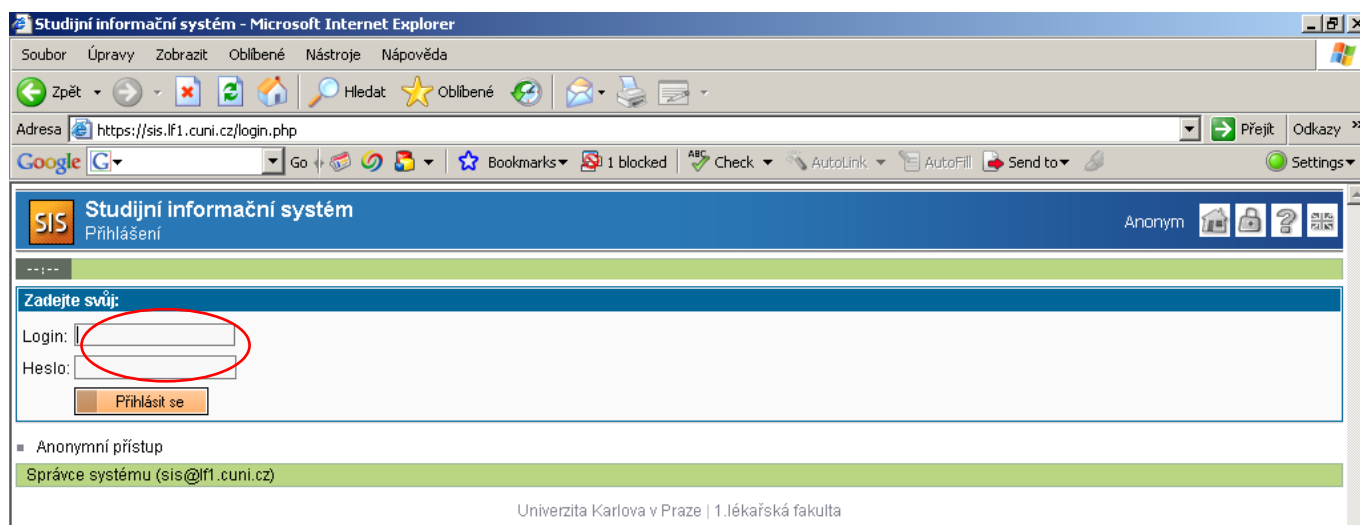 Studijní informační systém - Microsoft Internet Explorer
Soubor Úpravy Zobrazit Oblíbené Nástroje Nápověda
Zpět Hledat Oblíbené
Adresa https://sis.lf1.cuni.cz/login.php Přejít Odkazy »
Google G Go Bookmarks 1 blocked ABC Check AutoLink AutoFill Send to Settings
SIS Studijní informační systém
Přihlášení
Anonym ?
--:--
Zadejte svůj:
Login:
Heslo:
Přihlásit se
Anonymní přístup
Správce systému (sis@lf1.cuni.cz)
Univerzita Karlova v Praze | 1.lékařská fakulta